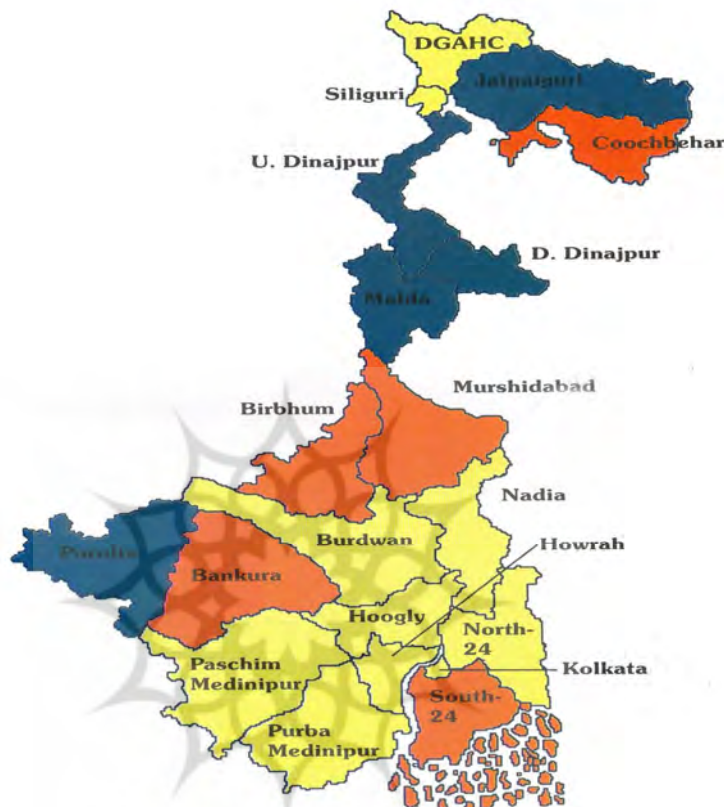 DGAHC
Jalpaiguri
Siliguri
Coochbehar
U. Dinajpur
D. Dinajpur
Malda
Murshidabad
Birbhum
Nadia
Burdwan
Howrah
Purulia
Bankura
Hoogly
North-
24
Paschim
Medinipur
Kolkata
South-
24
Purba
Medinipur